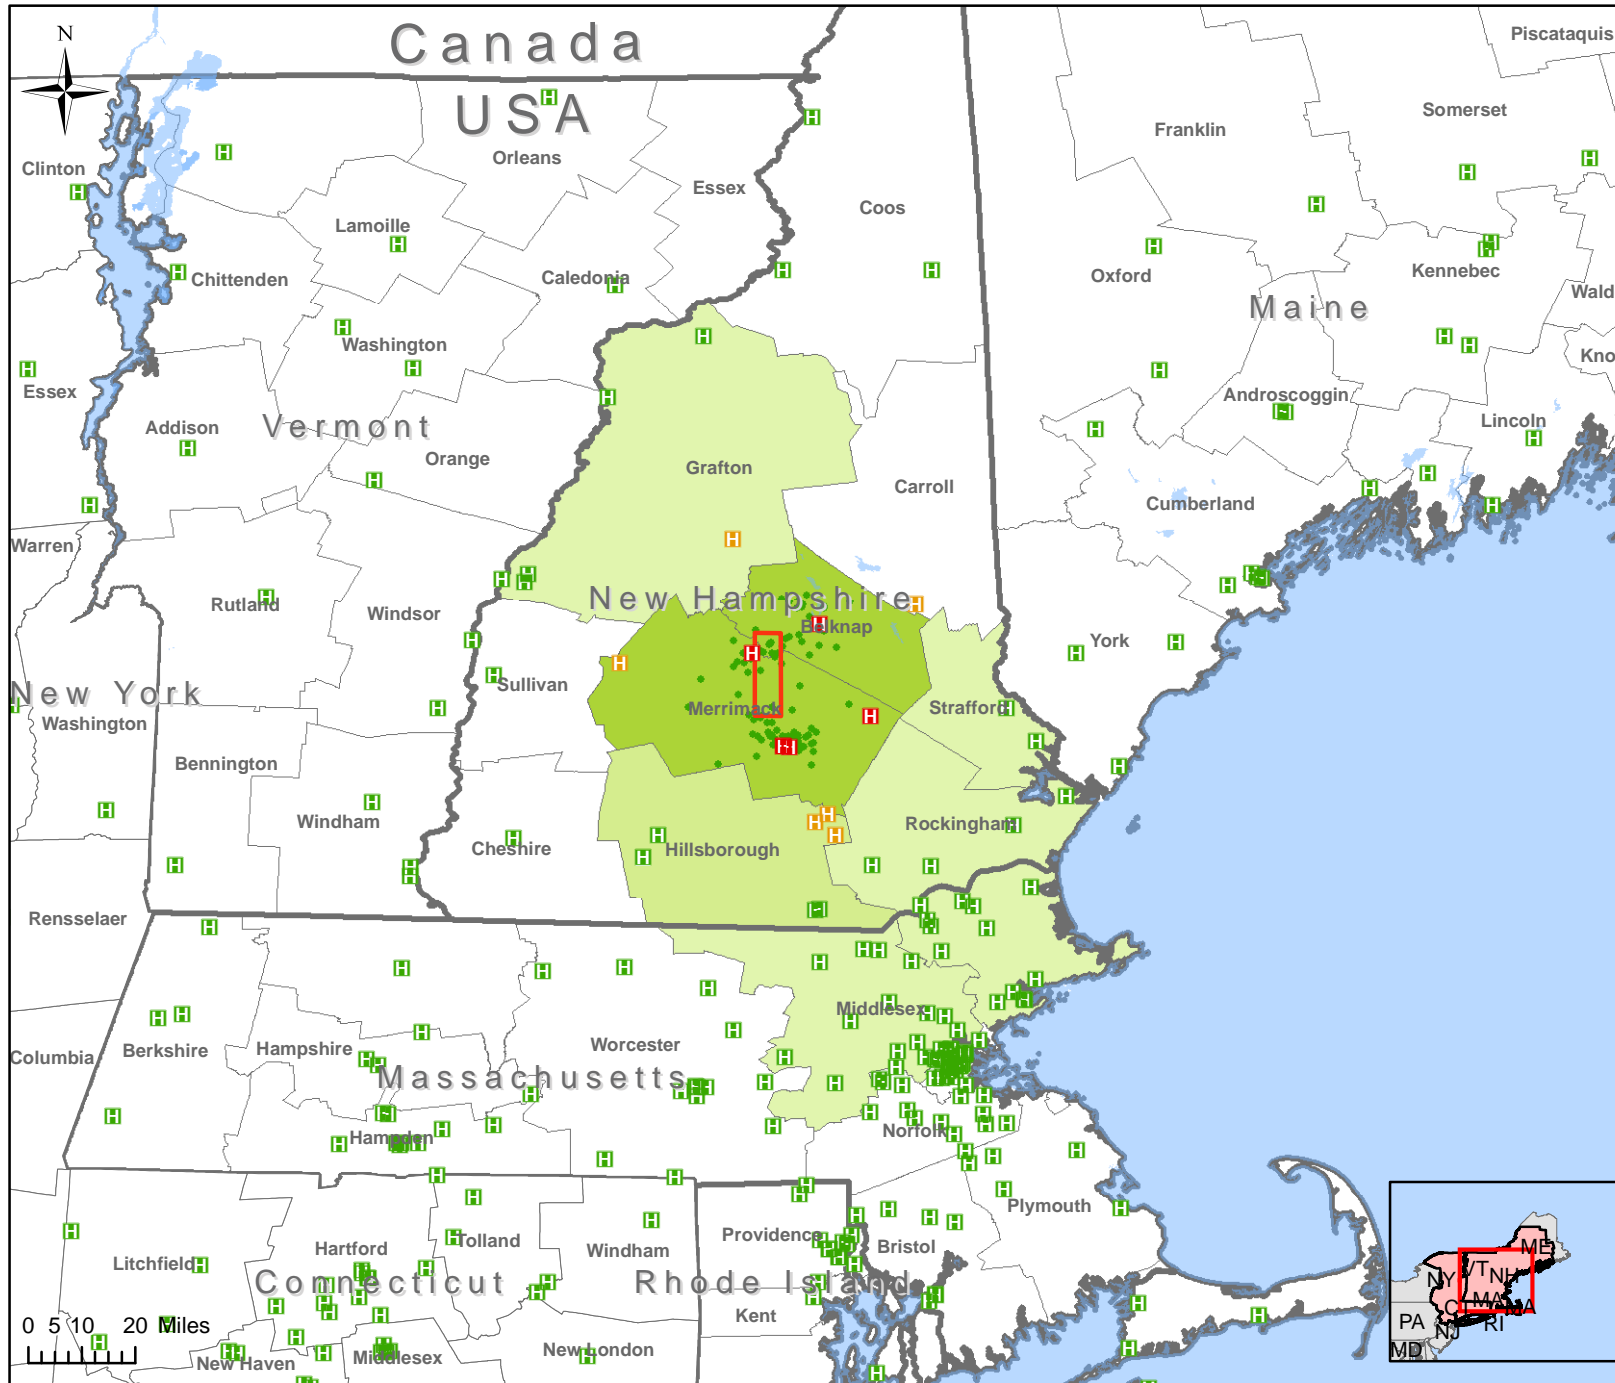 N
Canada
USA
Piscataquis
Somerset
Franklin
Clinton
Orleans
Essex
Coos
Lamoille
Chittenden
Caledonia
Oxford
Kennebec
Wald
Maine
Washington
Kno
Essex
Androscoggin
Addison
Vermont
Lincoln
Orange
Grafton
Carroll
Cumberland
Warren
Rutland
Windsor
New Hampshire
Belknap
York
Sullivan
New York
Washington
Merrimack
Strafford
Bennington
Windham
Cheshire
Hillsborough
Rockingham
Rensselaer
Middlesex
Columbia
Berkshire
Hampshire
Worcester
Massachusetts
Hampden
Norfolk
Plymouth
Providence
Bristol
Litchfield
Hartford
Tolland
Windham
Connecticut
Rhode Island
Kent
0 5 10 20 Miles
New Haven
Middlesex
New London
ME
VT
NH
NY
MA
CT
MA
PA
RI
NJ
MD